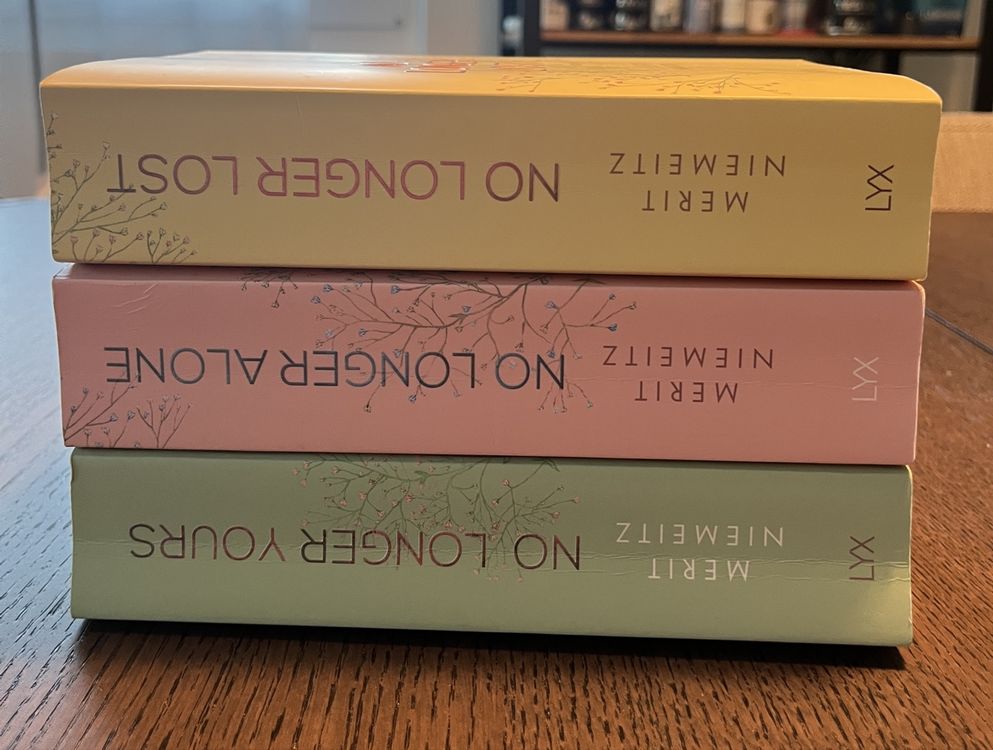 NO LONGER LOST
MERIT
NIEMEITZ
LYX
NO LONGER ALONE
MERIT
NIEMEITZ
LYX
NO LONGER YOURS
MERIT
NIEMEITZ
LYX